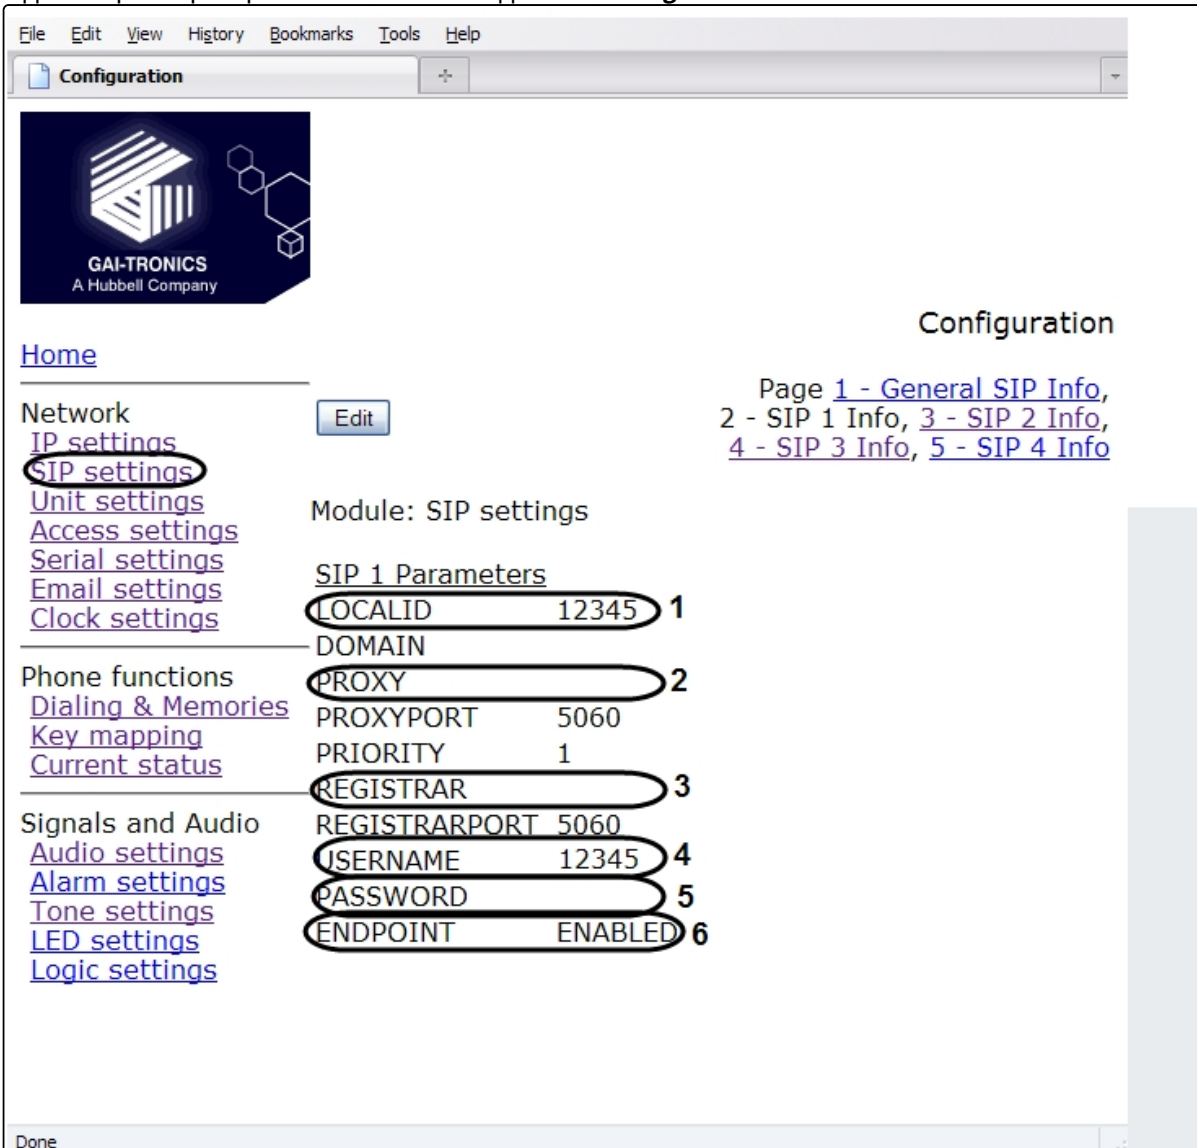 File Edit View History Bookmarks Tools Help
Configuration
GAI-TRONICS
A Hubbell Company
Configuration
Home
Page 1 - General SIP Info,
2 - SIP 1 Info, 3 - SIP 2 Info,
4 - SIP 3 Info, 5 - SIP 4 Info
Edit
Network
IP settings
SIP settings
Unit settings
Access settings
Serial settings
Email settings
Clock settings
Phone functions
Dialing & Memories
Key mapping
Current status
Signals and Audio
Audio settings
Alarm settings
Tone settings
LED settings
Logic settings
Module: SIP settings
SIP 1 Parameters
LOCALID 12345 1
DOMAIN
PROXY 2
PROXYPORT 5060
PRIORITY 1
REGISTRAR 3
REGISTRARPORT 5060
USERNAME 12345 4
PASSWORD 5
ENDPOINT ENABLED 6
Done